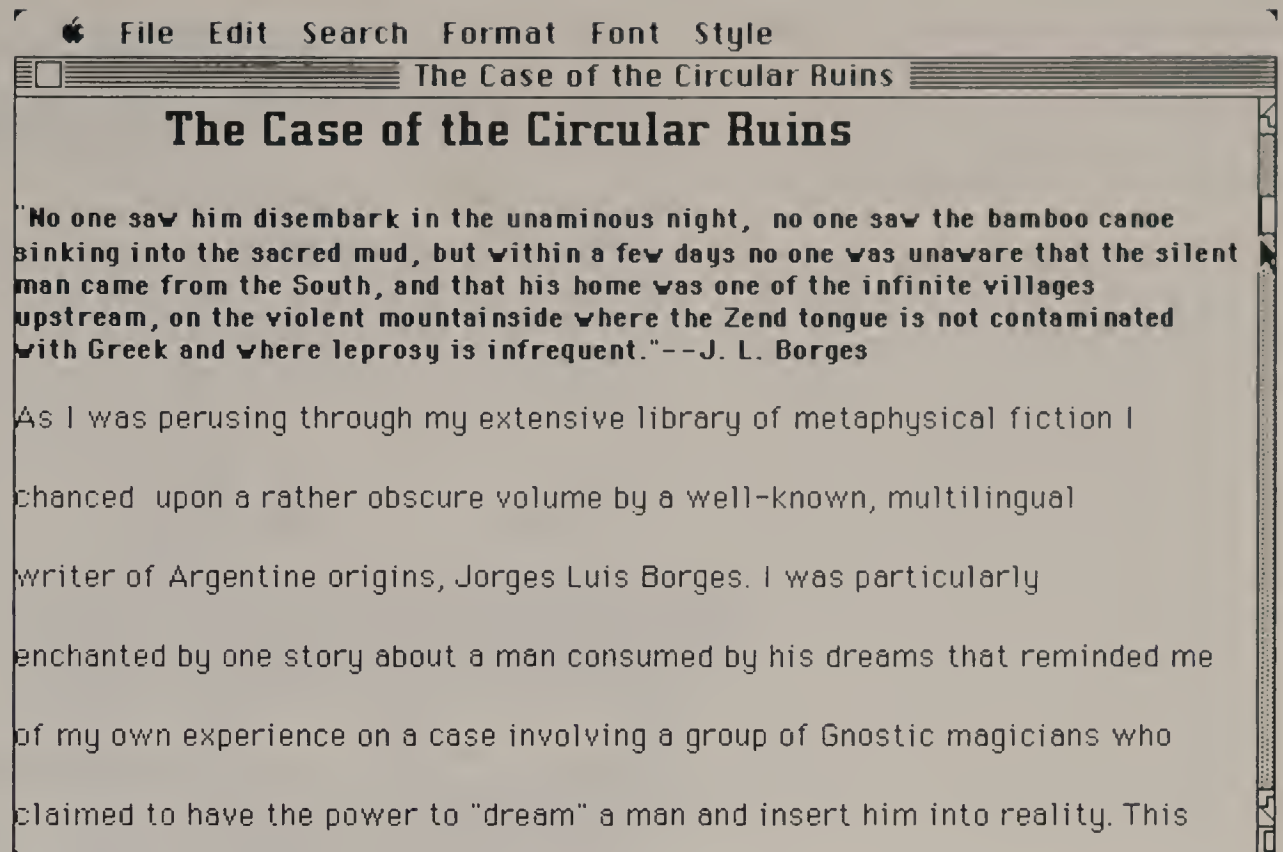 File Edit Search Format Font Style
The Case of the Circular Ruins
The Case of the Circular Ruins
"No one saw him disembark in the unaminous night, no one saw the bamboo canoe
sinking into the sacred mud, but within a few days no one was unaware that the silent
man came from the South, and that his home was one of the infinite villages
upstream, on the violent mountainside where the Zend tongue is not contaminated
with Greek and where leprosy is infrequent."--J. L. Borges
As I was perusing through my extensive library of metaphysical fiction I
chanced upon a rather obscure volume by a well-known, multilingual
writer of Argentine origins, Jorges Luis Borges. I was particularly
enchanted by one story about a man consumed by his dreams that reminded me
of my own experience on a case involving a group of Gnostic magicians who
claimed to have the power to "dream" a man and insert him into reality. This